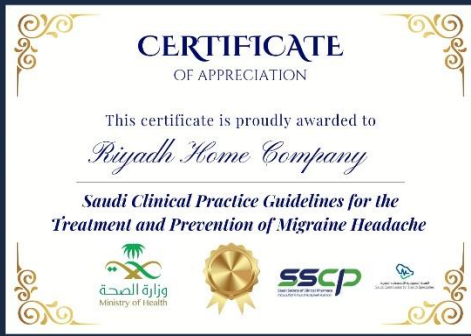 CERTIFICATE
OF APPRECIATION
This certificate is proudly awarded to
Riyadh Home Company
Saudi Clinical Practice Guidelines for the
Treatment and Prevention of Migraine Headache
وزارة الصحة
Ministry of Health
SSCP